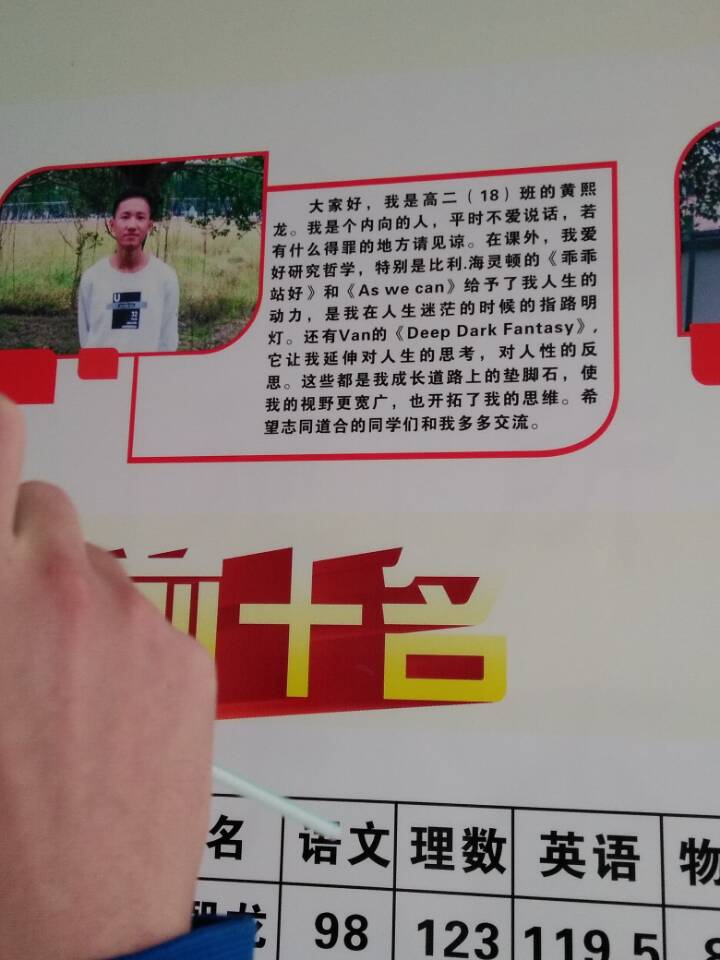 大家好，我是高二（18）班的黄熙
龙。我是个内向的人，平时不爱说话，若
有什么得罪的地方请见谅。在课外，我爱
好研究哲学，特别是比利.海灵顿的《乖乖
站好》和《As we can》给予了我人生的
动力，是我在人生迷茫的时候的指路明
灯。还有Van的《Deep Dark Fantasy》，
它让我延伸对人生的思考，对人性的反
思。这些都是我成长道路上的垫脚石，使
我的视野更宽广，也开拓了我的思维。希
望志同道合的同学们和我多多交流。
U
32
前十名
名 语文 理数 英语 物
熙龙 98 123 119.5